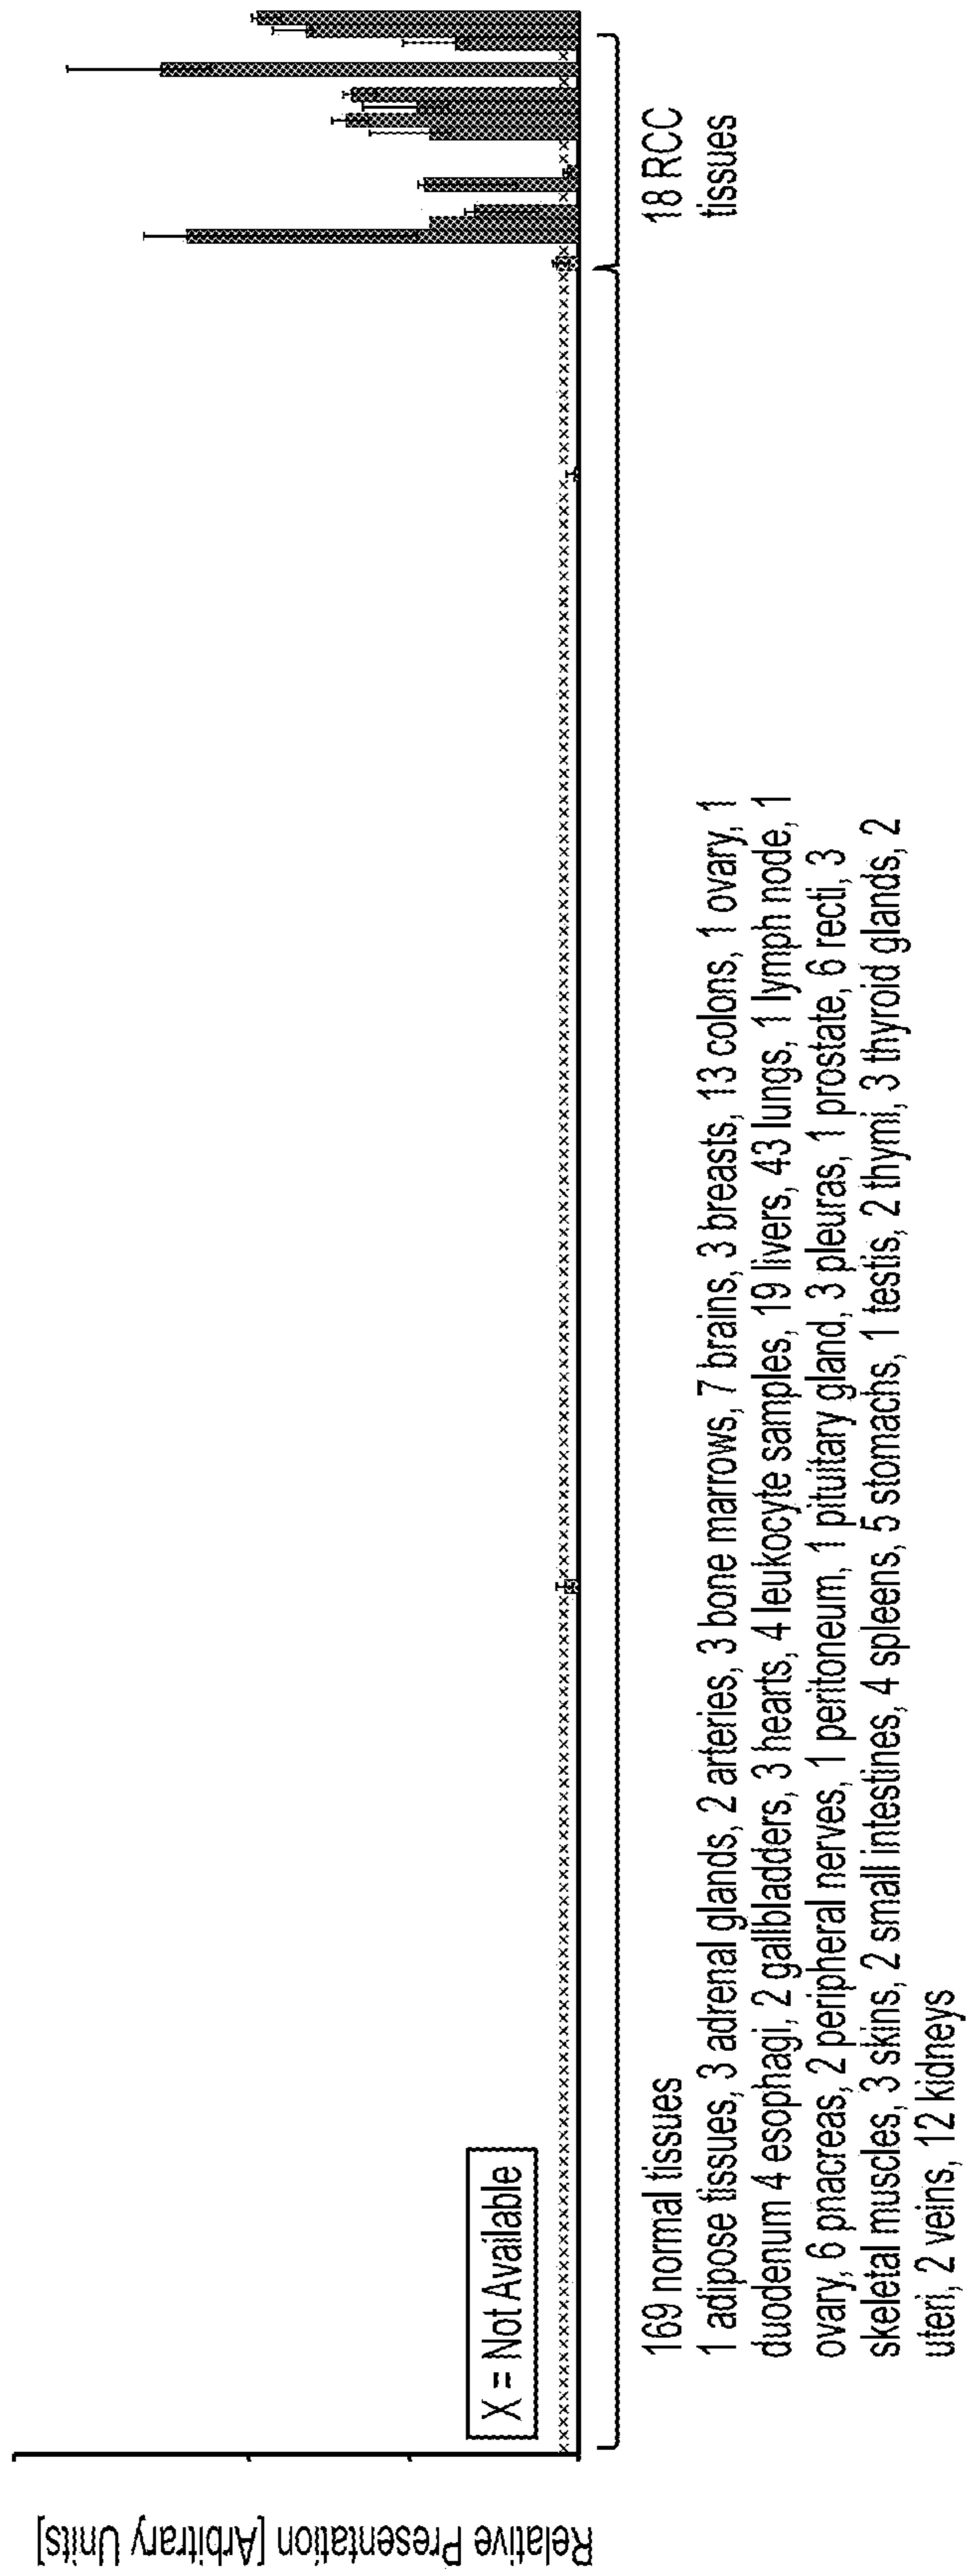 Relative Presentation [Arbitrary Units]
X = Not Available
169 normal tissues
1 adipose tissues, 3 adrenal glands, 2 arteries, 3 bone marrows, 7 brains, 3 breasts, 13 colons, 1 ovary, 1
duodenum 4 esophagi, 2 gallbladders, 3 hearts, 4 leukocyte samples, 19 livers, 43 lungs, 1 lymph node, 1
ovary, 6 pnacreas, 2 peripheral nerves, 1 peritoneum, 1 pituitary gland, 3 pleuras, 1 prostate, 6 recti, 3
skeletal muscles, 3 skins, 2 small intestines, 4 spleens, 5 stomachs, 1 testis, 2 thymi, 3 thyroid glands, 2
uteri, 2 veins, 12 kidneys
18 RCC
tissues